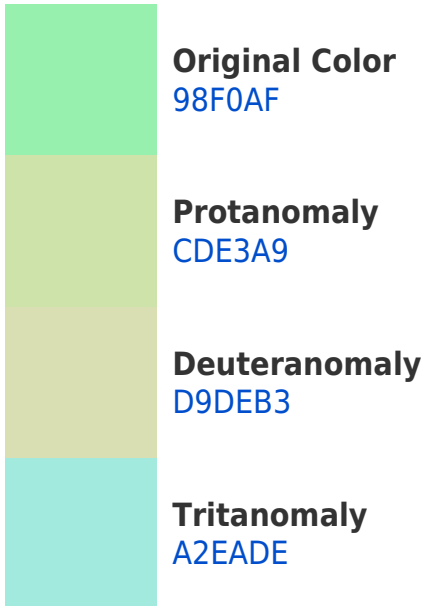 Original Color
98F0AF
Protanomaly
CDE3A9
Deuteranomaly
D9DEB3
Tritanomaly
A2EADE